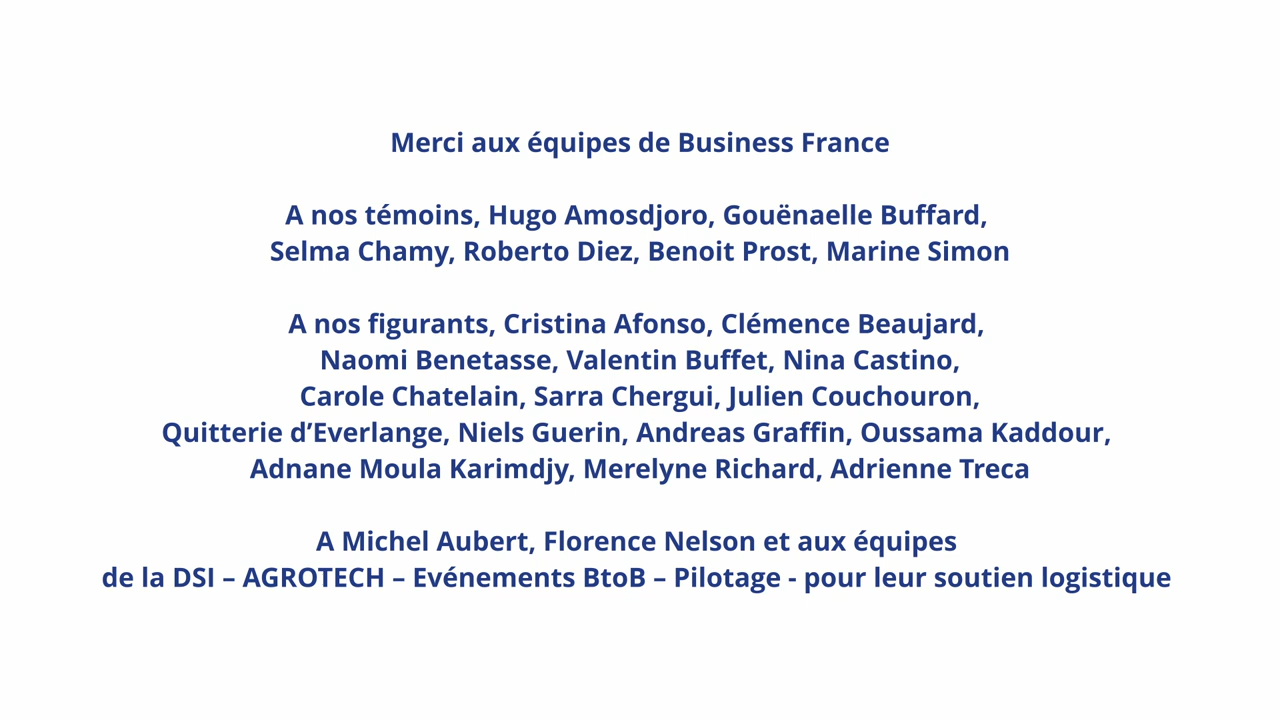 Merci aux équipes de Business France
A nos témoins, Hugo Amosdjoro, Gouënaelle Buffard,
Selma Chamy, Roberto Diez, Benoit Prost, Marine Simon
A nos figurants, Cristina Afonso, Clémence Beaujard,
Naomi Benetasse, Valentin Buffet, Nina Castino,
Carole Chatelain, Sarra Chergui, Julien Couchouron,
Quitterie d’Everlange, Niels Guerin, Andreas Graffin, Oussama Kaddour,
Adnane Moula Karimdjy, Merelyne Richard, Adrienne Treca
A Michel Aubert, Florence Nelson et aux équipes
de la DSI – AGROTECH – Evénements BtoB – Pilotage - pour leur soutien logistique